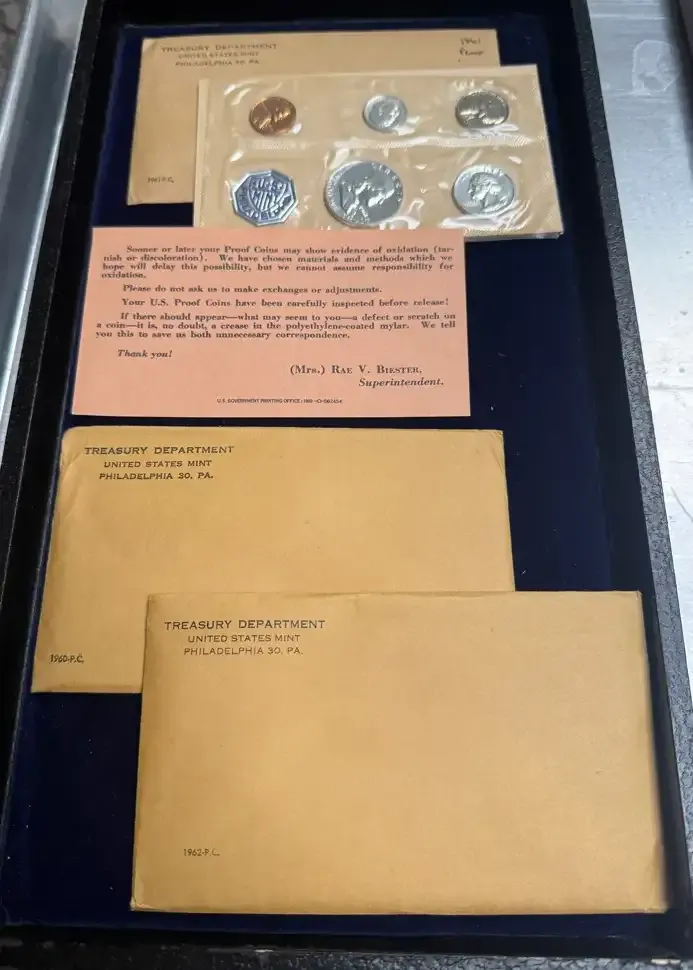 TREASURY DEPARTMENT
UNITED STATES MINT
PHILADELPHIA 30, PA.
1961
Proof
1961-P.C.
U.S.
PHILADELPHIA
Sooner or later your Proof Coins may show evidence of oxidation (tar-
nish or discoloration). We have chosen materials and methods which we
hope will delay this possibility, but we cannot assume responsibility for
oxidation.
Please do not ask us to make exchanges or adjustments.
Your U.S. Proof Coins have been carefully inspected before release!
If there should appear—what may seem to you—a defect or scratch on
a coin—it is, no doubt, a crease in the polyethylene-coated mylar. We tell
you this to save us both unnecessary correspondence.
Thank you!
(Mrs.) RAE V. BIESTER,
Superintendent.
U.S. GOVERNMENT PRINTING OFFICE
TREASURY DEPARTMENT
UNITED STATES MINT
PHILADELPHIA 30, PA.
1960-P.C.
TREASURY DEPARTMENT
UNITED STATES MINT
PHILADELPHIA 30, PA.
1962-P.C.